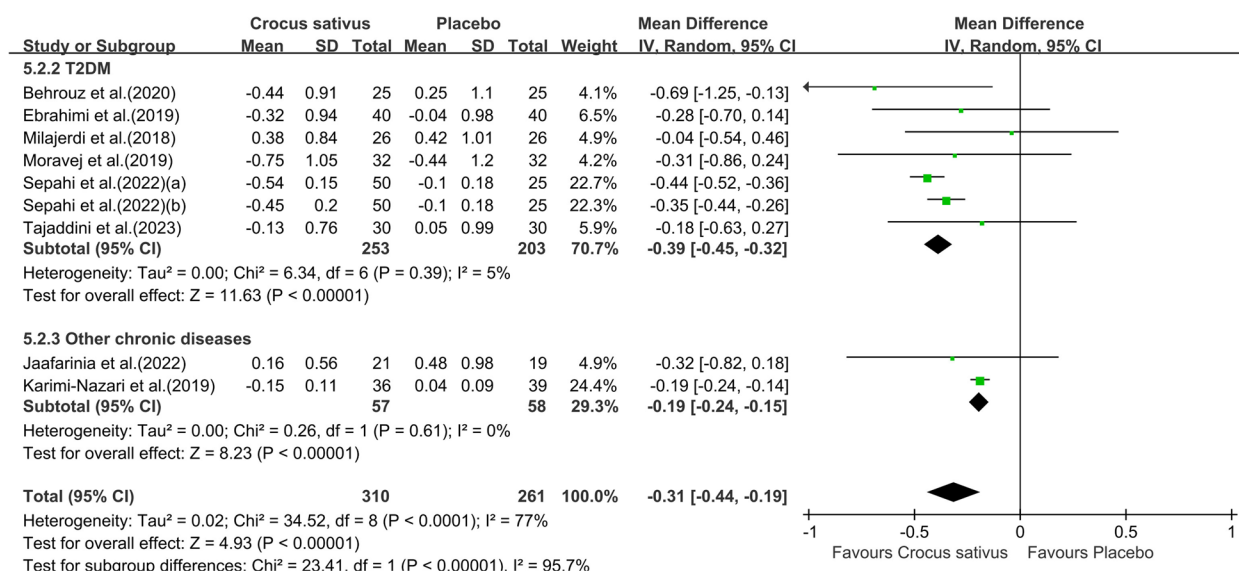 Crocus sativus Placebo Mean Difference Mean Difference
Study or Subgroup Mean SD Total Mean SD Total Weight IV, Random, 95% CI IV, Random, 95% CI
5.2.2 T2DM
Behrouz et al.(2020) -0.44 0.91 25 0.25 1.1 25 4.1% -0.69 [-1.25, -0.13]
Ebrahimi et al.(2019) -0.32 0.94 40 -0.04 0.98 40 6.5% -0.28 [-0.70, 0.14]
Milajerdi et al.(2018) 0.38 0.84 26 0.42 1.01 26 4.9% -0.04 [-0.54, 0.46]
Moravej et al.(2019) -0.75 1.05 32 -0.44 1.2 32 4.2% -0.31 [-0.86, 0.24]
Sepahi et al.(2022)(a) -0.54 0.15 50 -0.1 0.18 25 22.7% -0.44 [-0.52, -0.36]
Sepahi et al.(2022)(b) -0.45 0.2 50 -0.1 0.18 25 22.3% -0.35 [-0.44, -0.26]
Tajaddini et al.(2023) -0.13 0.76 30 0.05 0.99 30 5.9% -0.18 [-0.63, 0.27]
Subtotal (95% CI) 253 203 70.7% -0.39 [-0.45, -0.32]
Heterogeneity: Tau² = 0.00; Chi² = 6.34, df = 6 (P = 0.39); I² = 5%
Test for overall effect: Z = 11.63 (P < 0.00001)
5.2.3 Other chronic diseases
Jaafarinia et al.(2022) 0.16 0.56 21 0.48 0.98 19 4.9% -0.32 [-0.82, 0.18]
Karimi-Nazari et al.(2019) -0.15 0.11 36 0.04 0.09 39 24.4% -0.19 [-0.24, -0.14]
Subtotal (95% CI) 57 58 29.3% -0.19 [-0.24, -0.15]
Heterogeneity: Tau² = 0.00; Chi² = 0.26, df = 1 (P = 0.61); I² = 0%
Test for overall effect: Z = 8.23 (P < 0.00001)
Total (95% CI) 310 261 100.0% -0.31 [-0.44, -0.19]
Heterogeneity: Tau² = 0.02; Chi² = 34.52, df = 8 (P < 0.0001); I² = 77%
Test for overall effect: Z = 4.93 (P < 0.00001)
Test for subgroup differences: Chi² = 23.41, df = 1 (P < 0.00001), I² = 95.7%
-1 -0.5 0 0.5 1
Favours Crocus sativus Favours Placebo